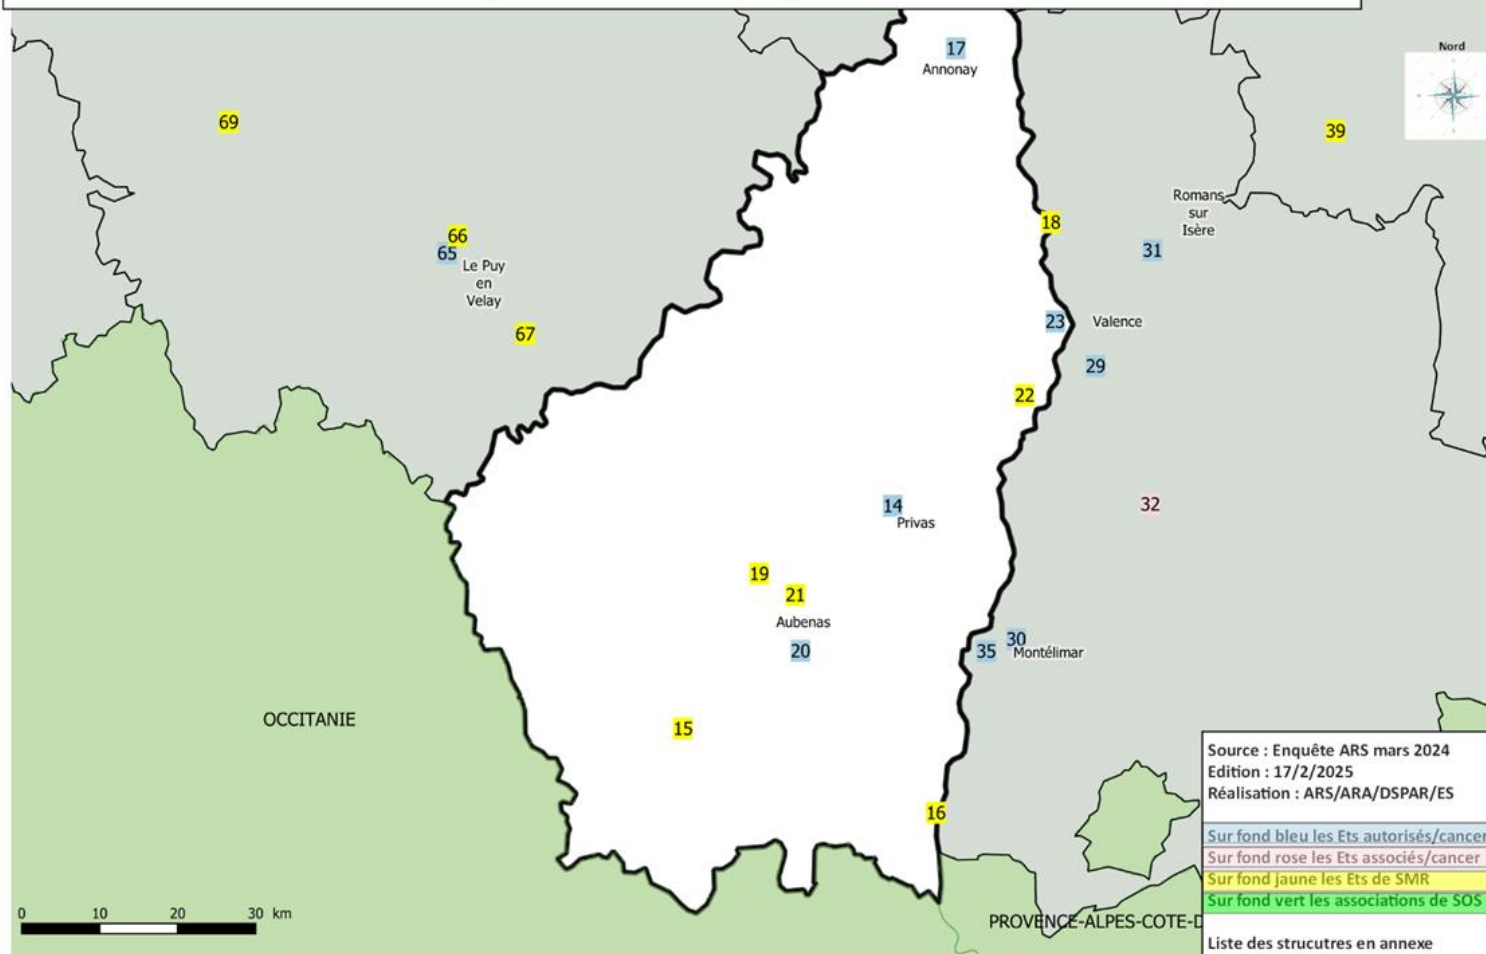 17
Annonay
Nord
69
39
Romans
sur
Isère
18
66
65
31
Le Puy
en
Velay
23
Valence
67
29
22
32
14
Privas
19
21
Aubenas
20
35
30
Montélimar
OCCITANIE
15
16
PROVENCE-ALPES-COTE-D
0 10 20 30 km
Source : Enquête ARS mars 2024
Edition : 17/2/2025
Réalisation : ARS/ARA/DSPAR/ES
Sur fond bleu les Ets autorisés/cancer
Sur fond rose les Ets associés/cancer
Sur fond jaune les Ets de SMR
Sur fond vert les associations de SOS
Liste des strucutres en annexe